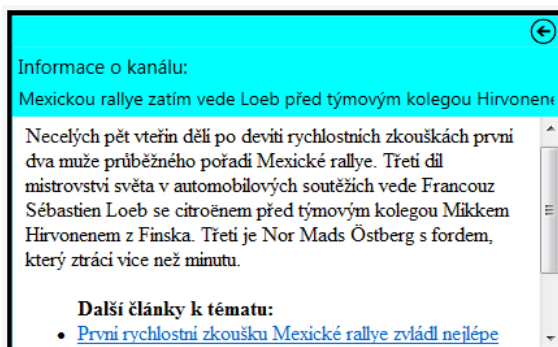 Informace o kanálu:
Mexickou rallye zatím vede Loeb před týmovým kolegou Hirvonene
Necelých pět vteřin dělí po devíti rychlostních zkouškách první
dva muže průběžného pořadí Mexické rallye. Třetí díl
mistrovství světa v automobilových soutěžích vede Francouz
Sébastien Loeb se citroënem před týmovým kolegou Mikkem
Hirvonenem z Finska. Třetí je Nor Mads Östberg s fordem,
který ztrácí více než minutu.
Další články k tématu:
• První rychlostní zkoušku Mexické rallye zvládl nejlépe